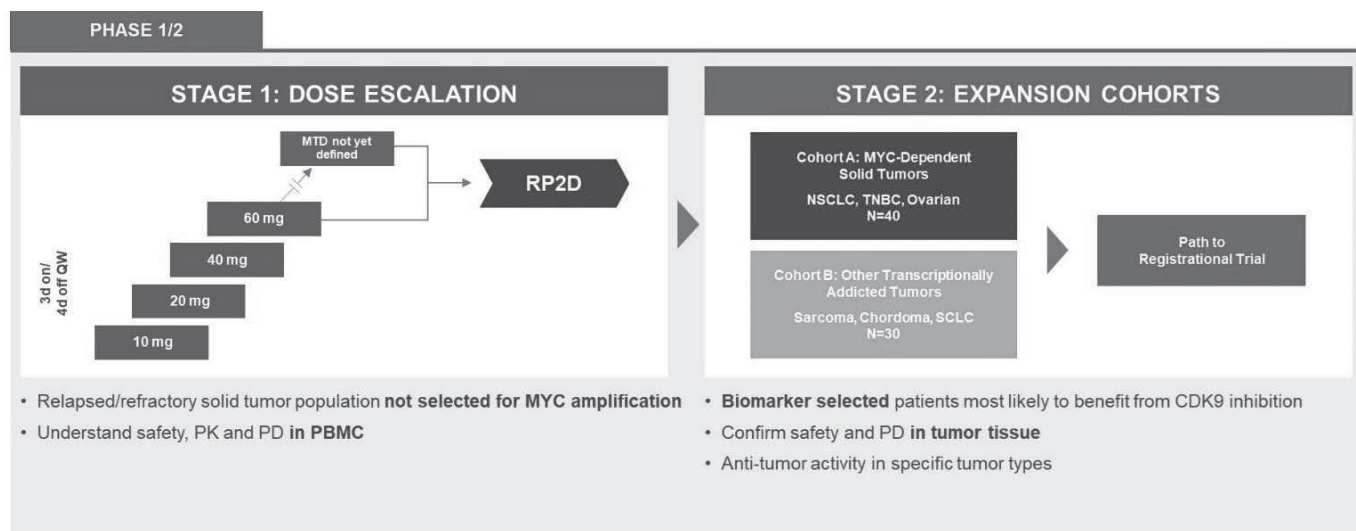 PHASE 1/2
STAGE 1: DOSE ESCALATION
MTD not yet
defined
RP2D
60 mg
40 mg
20 mg
10 mg
3d on/
4d off QW
• Relapsed/refractory solid tumor population not selected for MYC amplification
• Understand safety, PK and PD in PBMC
STAGE 2: EXPANSION COHORTS
Cohort A: MYC-Dependent
Solid Tumors
NSCLC, TNBC, Ovarian
N=40
Cohort B: Other Transcriptionally
Addicted Tumors
Sarcoma, Chordoma, SCLC
N=30
Path to
Registrational Trial
• Biomarker selected patients most likely to benefit from CDK9 inhibition
• Confirm safety and PD in tumor tissue
• Anti-tumor activity in specific tumor types